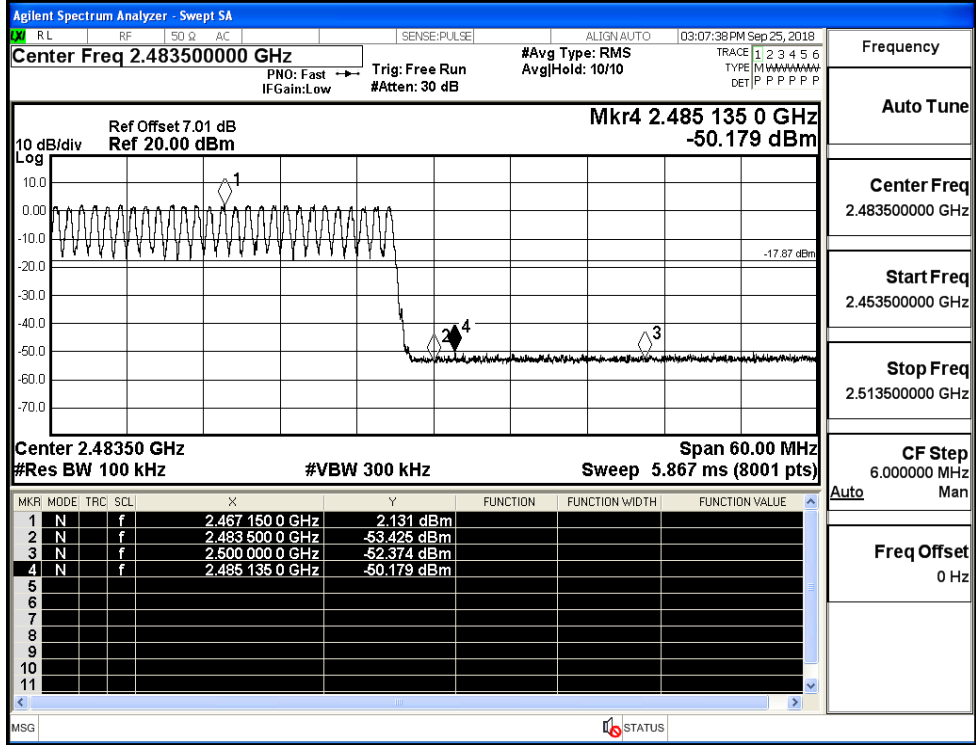 Agilent Spectrum Analyzer - Swept SA
LXI RL RF 50 Ω AC SENSE:PULSE ALIGN AUTO 03:07:38 PM Sep 25, 2018
Center Freq 2.483500000 GHz
PNO: Fast
IFGain:Low
Trig: Free Run
#Atten: 30 dB
#Avg Type: RMS
Avg|Hold: 10/10
TRACE 1 2 3 4 5 6
TYPE M W W W W W
DET P P P P P P
Ref Offset 7.01 dB
10 dB/div Ref 20.00 dBm
Log
Mkr4 2.485 135 0 GHz
-50.179 dBm
10.0
0.00
-10.0
-20.0
-30.0
-40.0
-50.0
-60.0
-70.0
1
2
4
3
-17.87 dBm
Center 2.48350 GHz Span 60.00 MHz
#Res BW 100 kHz #VBW 300 kHz Sweep 5.867 ms (8001 pts)
MKR MODE TRC SCL X Y FUNCTION FUNCTION WIDTH FUNCTION VALUE
1 N f 2.467 150 0 GHz 2.131 dBm
2 N f 2.483 500 0 GHz -53.425 dBm
3 N f 2.500 000 0 GHz -52.374 dBm
4 N f 2.485 135 0 GHz -50.179 dBm
5
6
7
8
9
10
11
MSG STATUS
Frequency
Auto Tune
Center Freq
2.483500000 GHz
Start Freq
2.453500000 GHz
Stop Freq
2.513500000 GHz
CF Step
6.000000 MHz
Auto Man
Freq Offset
0 Hz